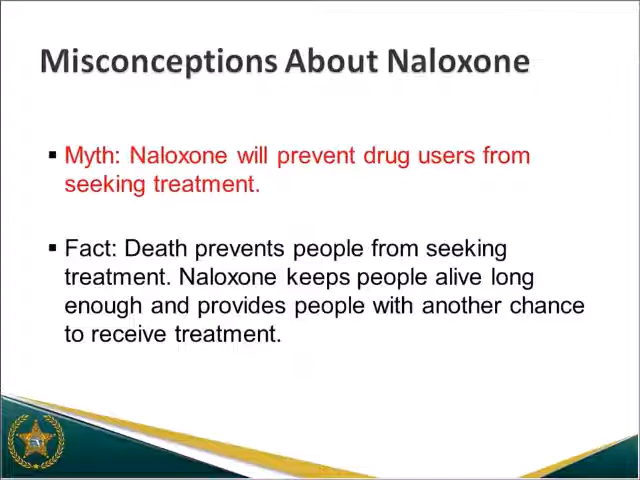 Misconceptions About Naloxone
▪ Myth: Naloxone will prevent drug users from
seeking treatment.
▪ Fact: Death prevents people from seeking
treatment. Naloxone keeps people alive long
enough and provides people with another chance
to receive treatment.